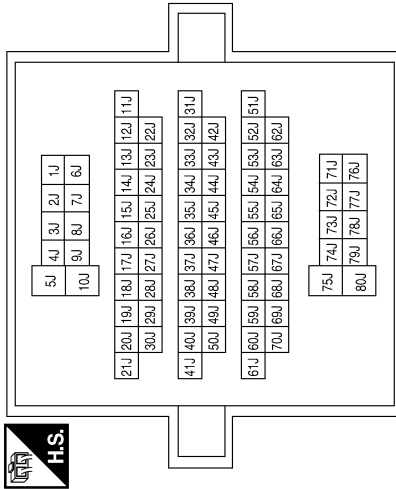 H.S.
5J 4J 3J 2J 1J
10J 9J 8J 7J 6J
21J 20J 19J 18J 17J 16J 15J 14J 13J 12J 11J
30J 29J 28J 27J 26J 25J 24J 23J 22J
41J 40J 39J 38J 37J 36J 35J 34J 33J 32J 31J
50J 49J 48J 47J 46J 45J 44J 43J 42J
61J 60J 59J 58J 57J 56J 55J 54J 53J 52J 51J
70J 69J 68J 67J 66J 65J 64J 63J 62J
75J 74J 73J 72J 71J
80J 79J 78J 77J 76J